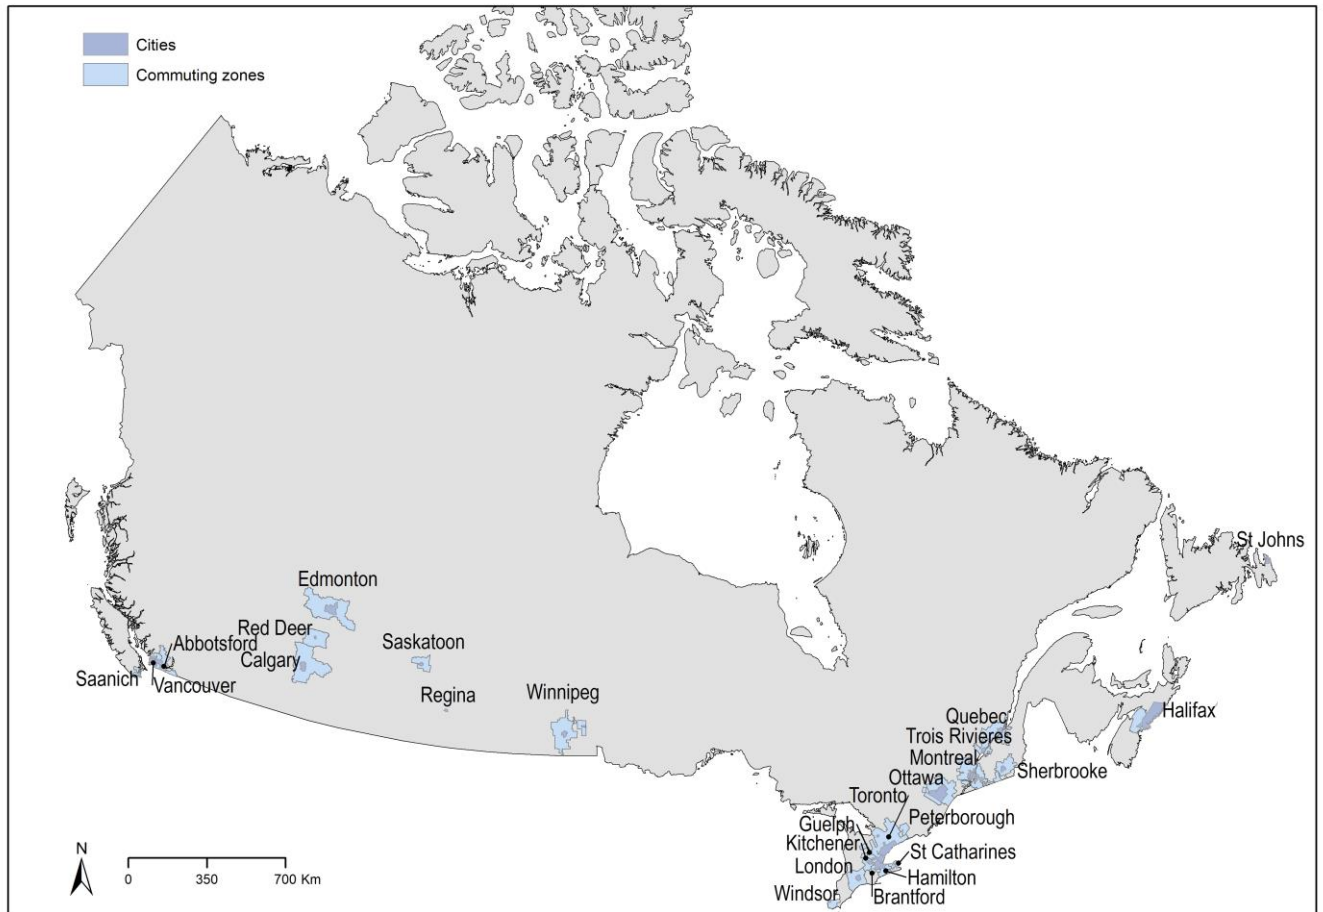 Cities
Commuting zones
St Johns
Edmonton
Red Deer
Abbotsford
Calgary
Saskatoon
Saanich
Vancouver
Regina
Winnipeg
Halifax
Quebec
Trois Rivieres
Montreal
Sherbrooke
Ottawa
Toronto
Peterborough
Guelph
Kitchener
St Catharines
London
Hamilton
Windsor
Brantford
N
0 350 700 Km